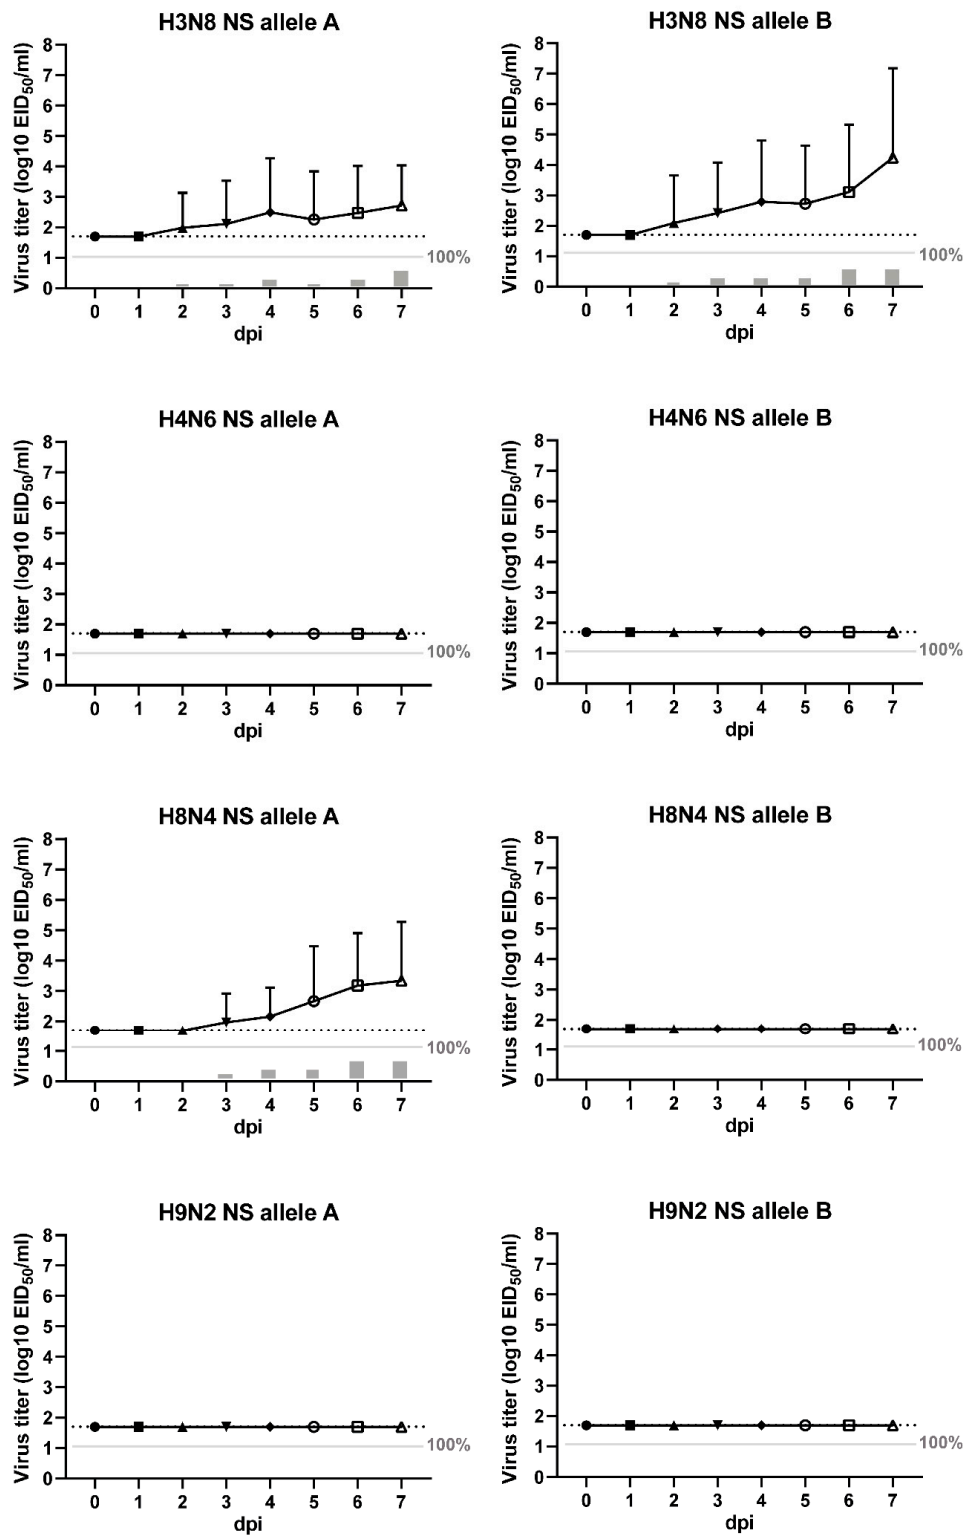 H3N8 NS allele A
Virus titer (log10 EID50/ml)
8
7
6
5
4
3
2
1
0
100%
0 1 2 3 4 5 6 7
dpi
H3N8 NS allele B
Virus titer (log10 EID50/ml)
8
7
6
5
4
3
2
1
0
100%
0 1 2 3 4 5 6 7
dpi
H4N6 NS allele A
Virus titer (log10 EID50/ml)
8
7
6
5
4
3
2
1
0
100%
0 1 2 3 4 5 6 7
dpi
H4N6 NS allele B
Virus titer (log10 EID50/ml)
8
7
6
5
4
3
2
1
0
100%
0 1 2 3 4 5 6 7
dpi
H8N4 NS allele A
Virus titer (log10 EID50/ml)
8
7
6
5
4
3
2
1
0
100%
0 1 2 3 4 5 6 7
dpi
H8N4 NS allele B
Virus titer (log10 EID50/ml)
8
7
6
5
4
3
2
1
0
100%
0 1 2 3 4 5 6 7
dpi
H9N2 NS allele A
Virus titer (log10 EID50/ml)
8
7
6
5
4
3
2
1
0
100%
0 1 2 3 4 5 6 7
dpi
H9N2 NS allele B
Virus titer (log10 EID50/ml)
8
7
6
5
4
3
2
1
0
100%
0 1 2 3 4 5 6 7
dpi